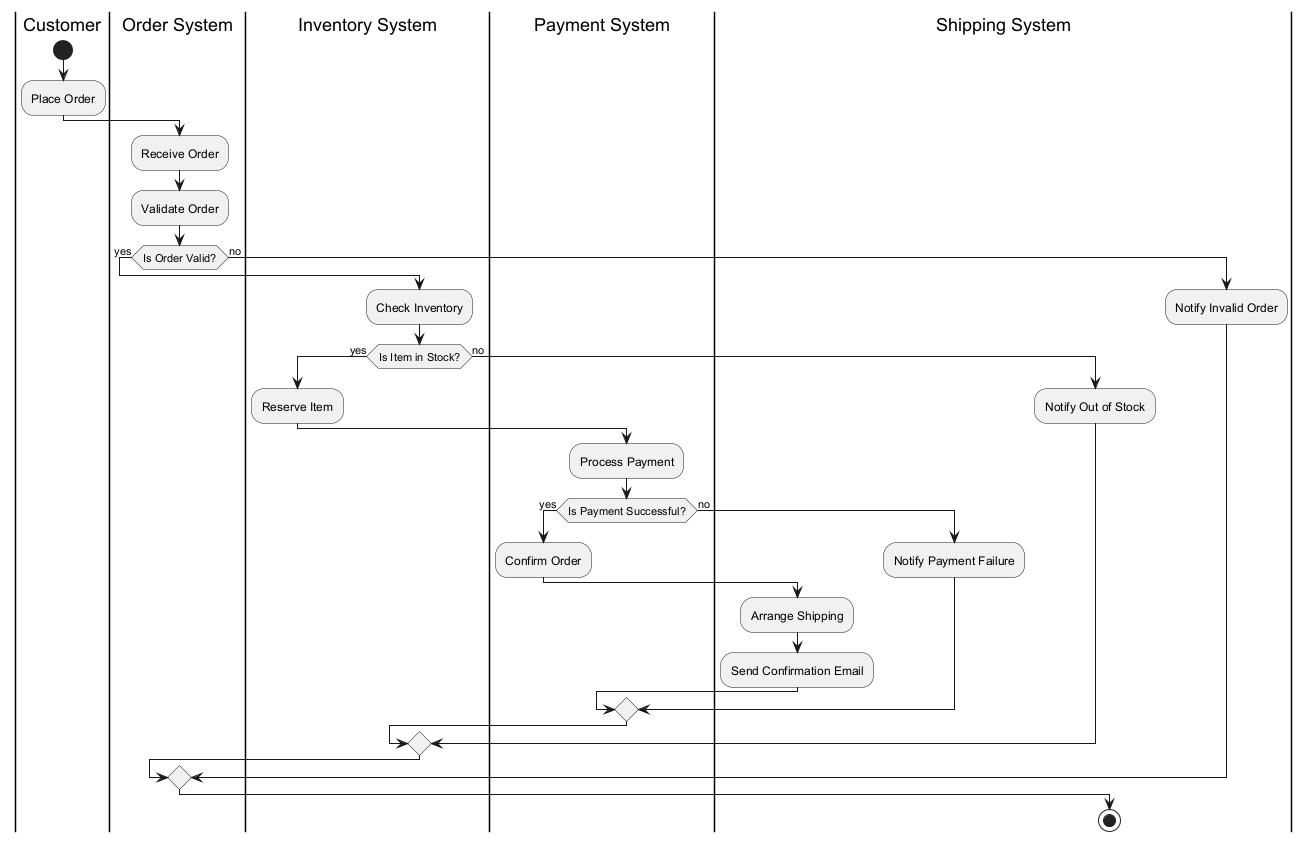 Customer
Order System
Inventory System
Payment System
Shipping System
Place Order
Receive Order
Validate Order
yes
Is Order Valid?
no
Check Inventory
Notify Invalid Order
yes
Is Item in Stock?
no
Reserve Item
Notify Out of Stock
Process Payment
yes
Is Payment Successful?
no
Confirm Order
Notify Payment Failure
Arrange Shipping
Send Confirmation Email